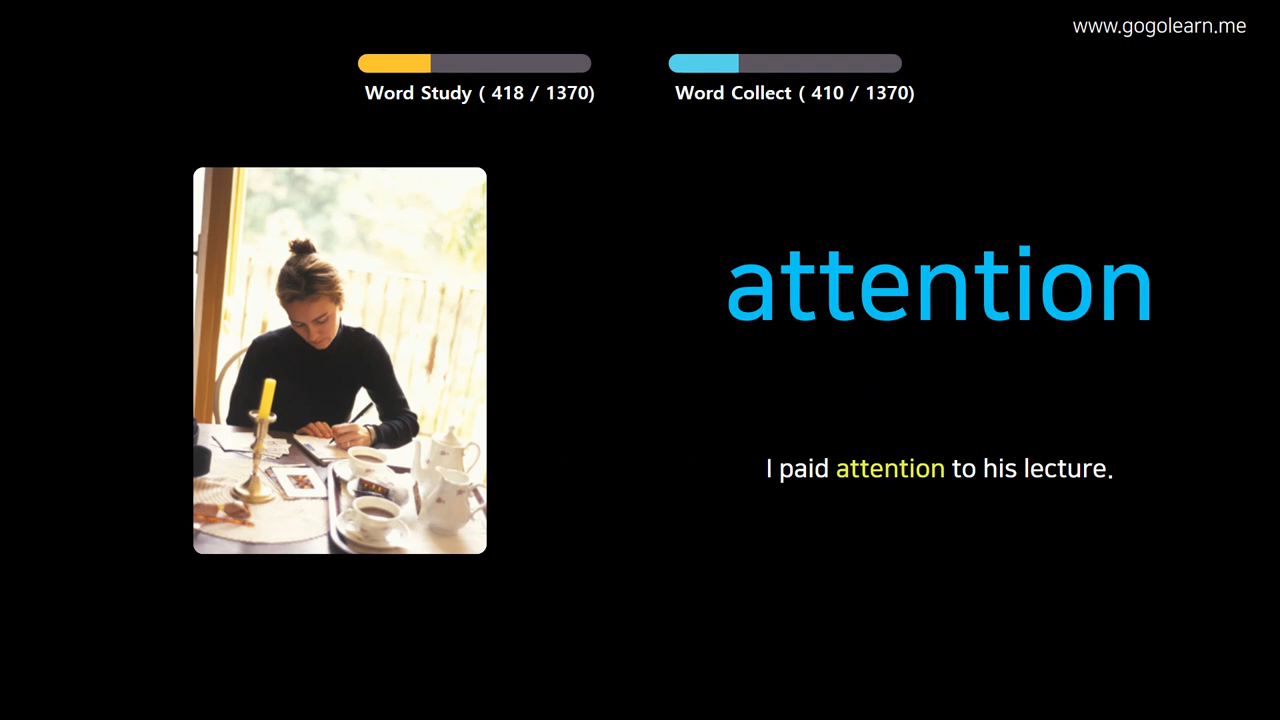 www.gogolearn.me
Word Study ( 418 / 1370)
Word Collect ( 410 / 1370)
attention
I paid attention to his lecture.